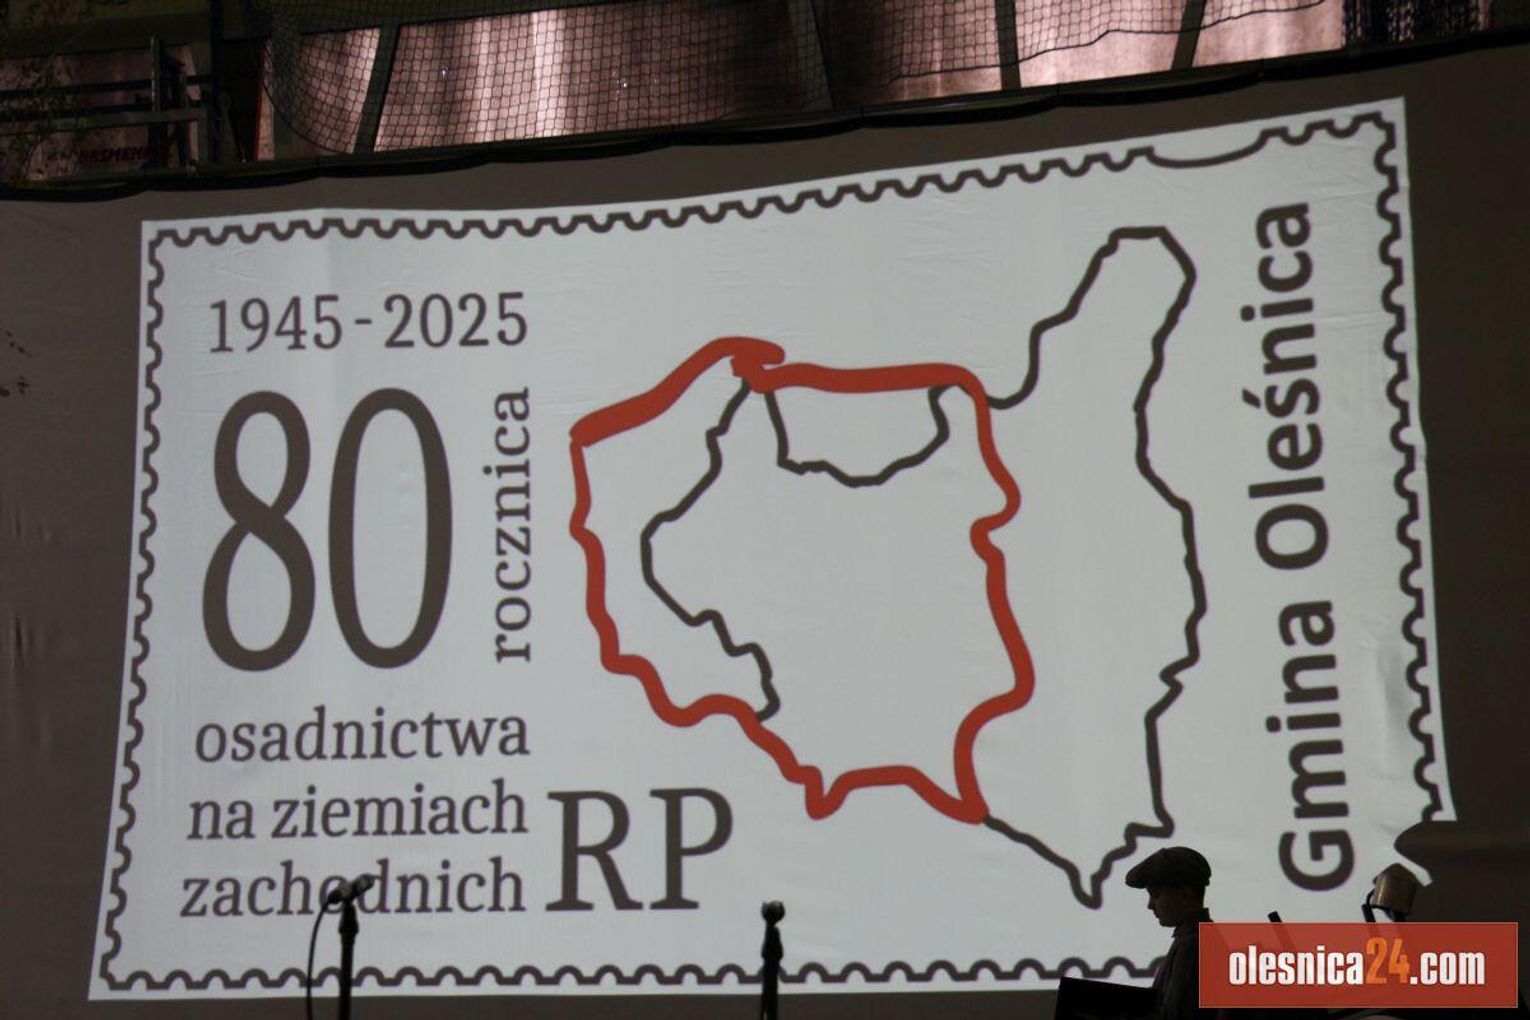 1945-2025
80
rocznica
osadnictwa
na ziemiach
zachodnich
RP
Gmina Oleśnica
olesnica24.com